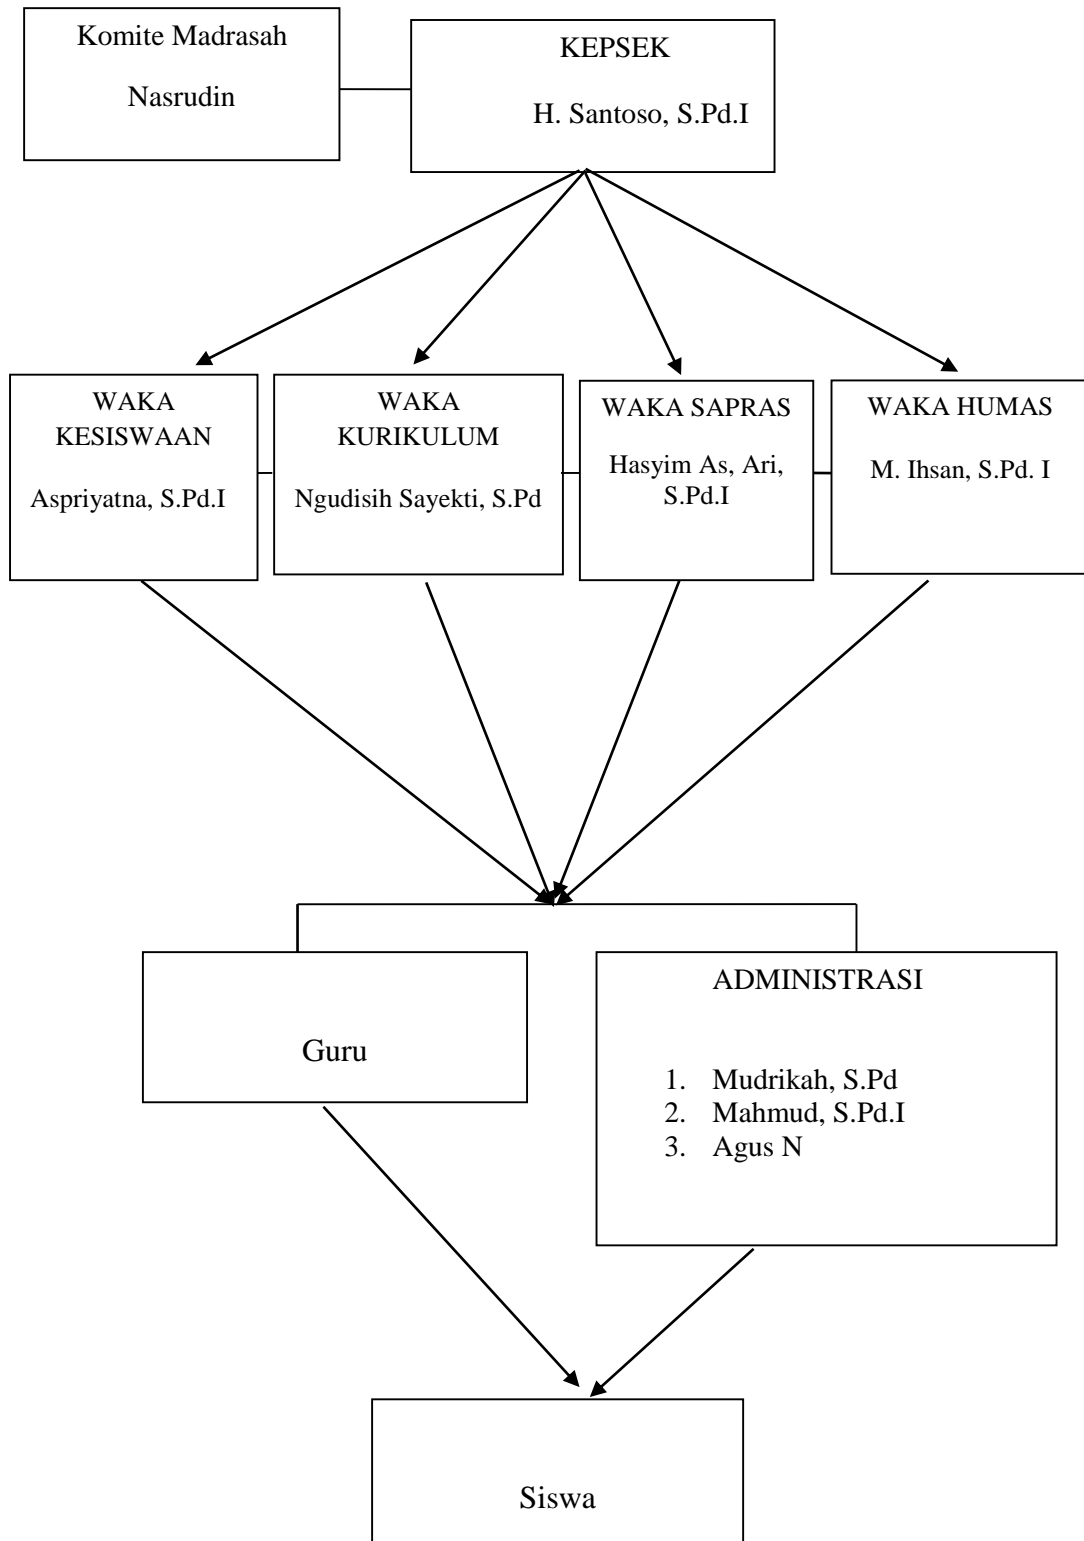 Komite Madrasah
Nasrudin
KEPSEK
H. Santoso, S.Pd.I
WAKA
KESISWAAN
Aspriyatna, S.Pd.I
WAKA
KURIKULUM
Ngudisih Sayekti, S.Pd
WAKA SAPRAS
Hasyim As, Ari,
S.Pd.I
WAKA HUMAS
M. Ihsan, S.Pd. I
Guru
ADMINISTRASI
1. Mudrikah, S.Pd
2. Mahmud, S.Pd.I
3. Agus N
Siswa